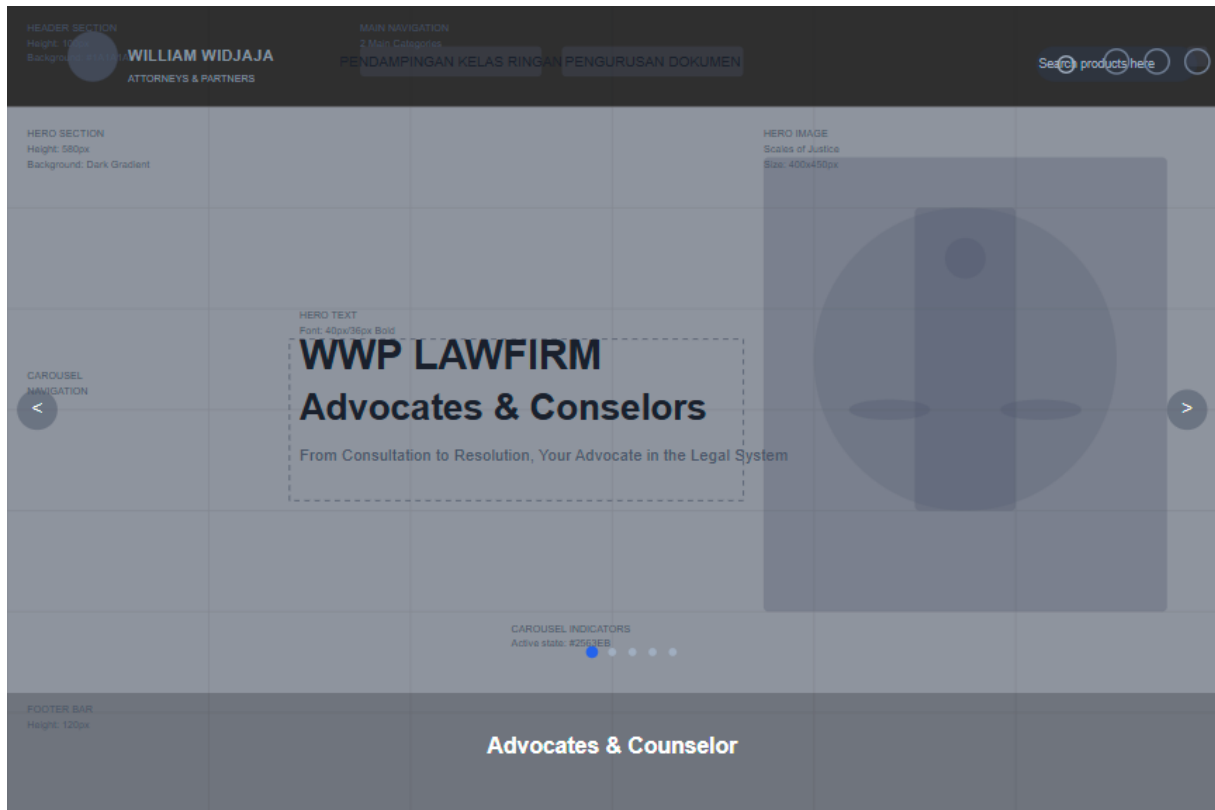 HEADER SECTION
MAIN NAVIGATION
2 Main Categories
WILLIAM WIDJAJA
ATTORNEYS & PARTNERS
PENDAMPINGAN KELAS RINGAN
PENGURUSAN DOKUMEN
Search products here
HERO SECTION
Height: 580px
Background: Dark Gradient
HERO IMAGE
Scales of Justice
Size: 400x450px
HERO TEXT
Font: 40px/36px Bold
WWP LAWFIRM
Advocates & Conselors
From Consultation to Resolution, Your Advocate in the Legal System
CAROUSEL
NAVIGATION
<
>
CAROUSEL INDICATORS
Active state: #2563EB
FOOTER BAR
Height: 120px
Advocates & Counselor